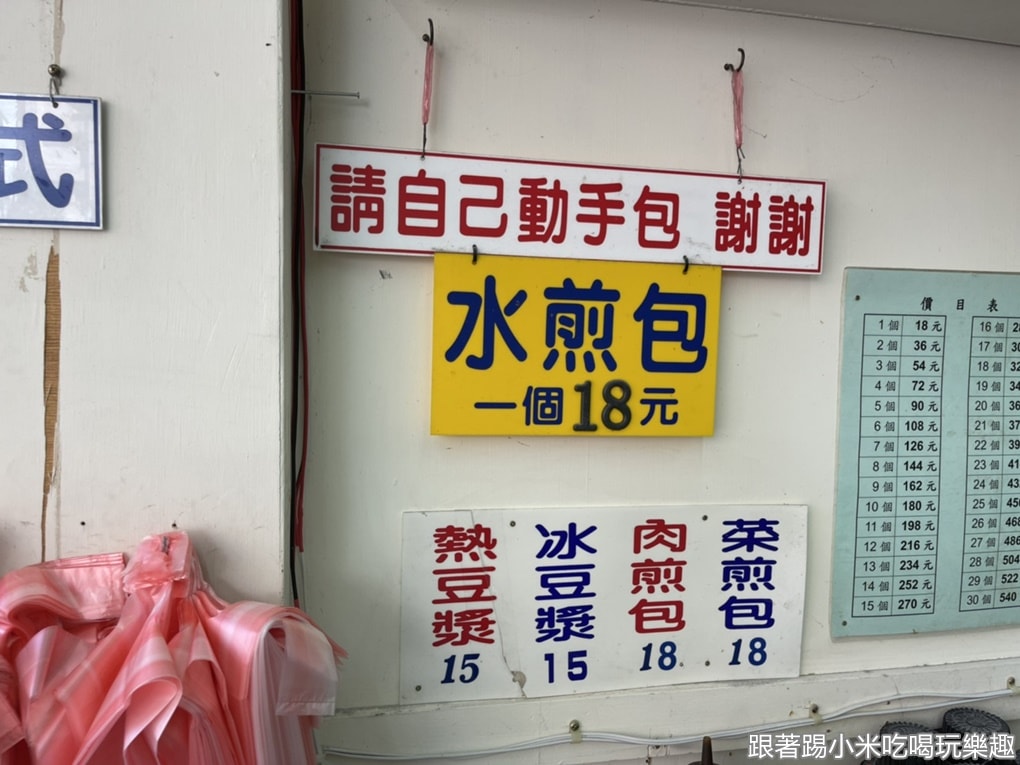 式
請自己動手包 謝謝
水煎包
一個18元
熱豆漿 15
冰豆漿 15
肉煎包 18
菜煎包 18
價目表
1個 18元
2個 36元
3個 54元
4個 72元
5個 90元
6個 108元
7個 126元
8個 144元
9個 162元
10個 180元
11個 198元
12個 216元
13個 234元
14個 252元
15個 270元
16個
17個
18個
19個
20個
21個
22個
23個
24個
25個
26個 468
27個 486
28個 504
29個 522
30個 540
跟著踢小米吃喝玩樂趣